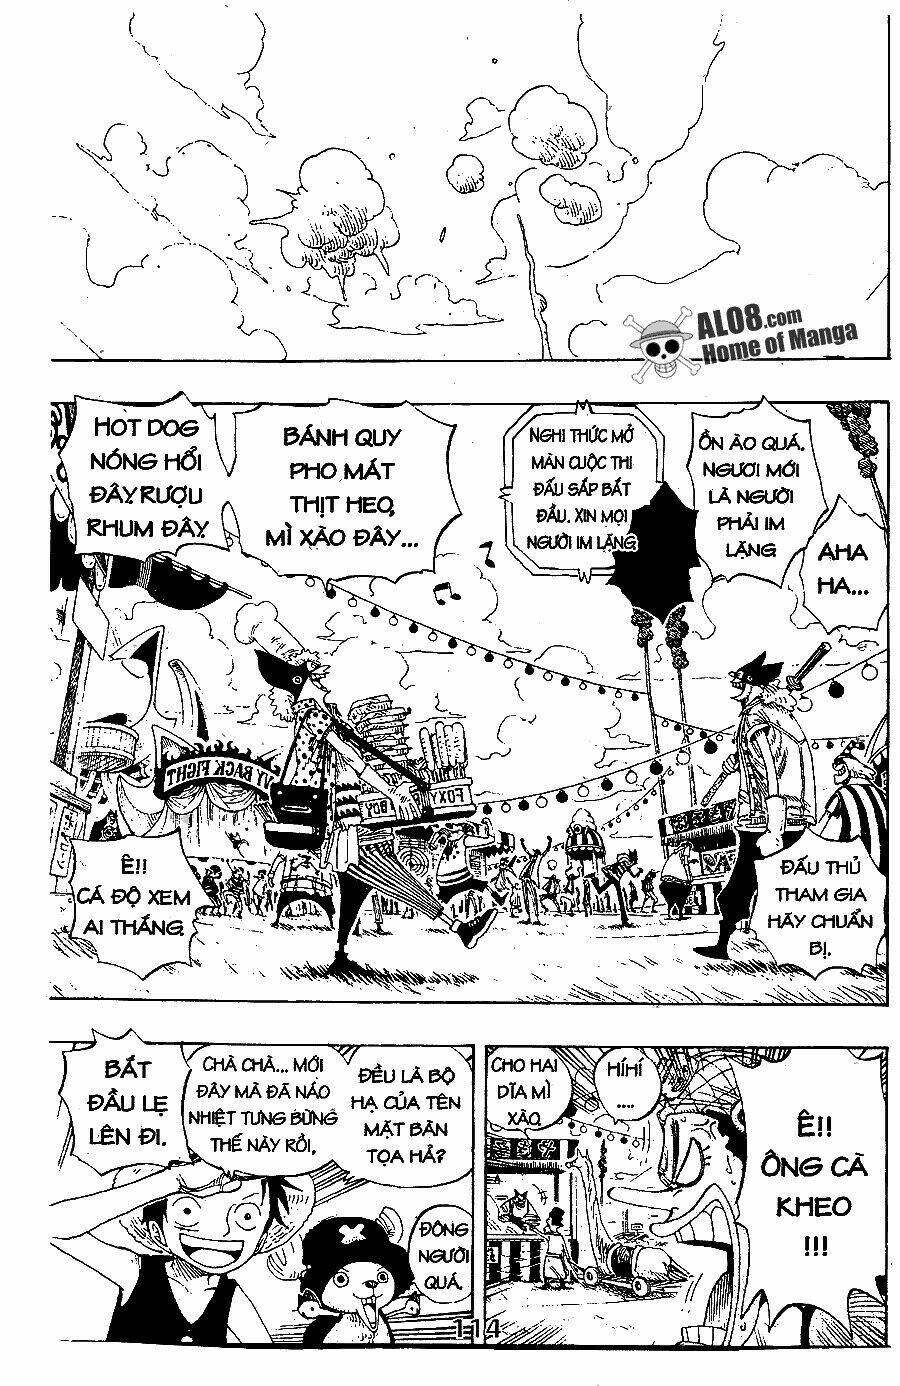 AL08.com
Home of Manga
ỒN ÀO QUÁ.
NGƯƠI MỚI
LÀ NGƯỜI
PHẢI IM
LẶNG
AHA
HA...
NGHI THỨC MỞ
MÀN CUỘC THI
ĐẤU SẮP BẮT
ĐẦU. XIN MỌI
NGƯỜI IM LẶNG
BÁNH QUY
PHO MÁT
THỊT HEO,
MÌ XÀO ĐÂY...
HOT DOG
NÓNG HỔI
ĐÂY. RƯỢU
RHUM ĐÂY.
Y BACK FIGHT
FOXY
BOY
ĐẤU THỦ
THAM GIA
HÃY CHUẨN
BỊ.
Ê!!
CÁ ĐỘ XEM
AI THẮNG
Ê!!
ÔNG CÀ
KHEO
!!!
HÍHÍ
....
CHO HAI
DĨA MÌ
XÀO.
ĐỀU LÀ BỘ
HẠ CỦA TÊN
MẶT BÀN
TỌA HẢ?
CHÀ CHÀ... MỚI
ĐÂY MÀ ĐÃ NÁO
NHIỆT TƯNG BỪNG
THẾ NÀY RỒI.
BẮT
ĐẦU LẸ
LÊN ĐI.
ĐÔNG
NGƯỜI
QUÁ.
114